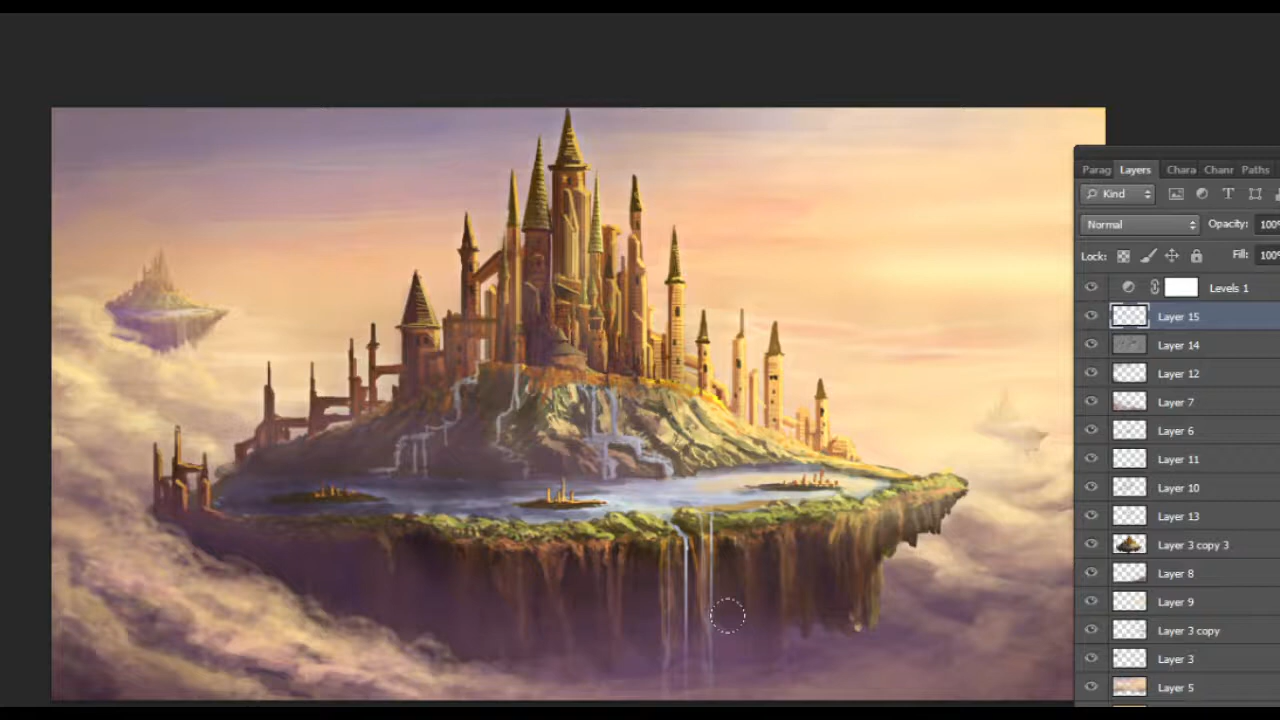 Parag Layers Chara Chanr Paths
Kind T
Normal Opacity: 100%
Lock: Fill: 100%
Levels 1
Layer 15
Layer 14
Layer 12
Layer 7
Layer 6
Layer 11
Layer 10
Layer 13
Layer 3 copy 3
Layer 8
Layer 9
Layer 3 copy
Layer 3
Layer 5